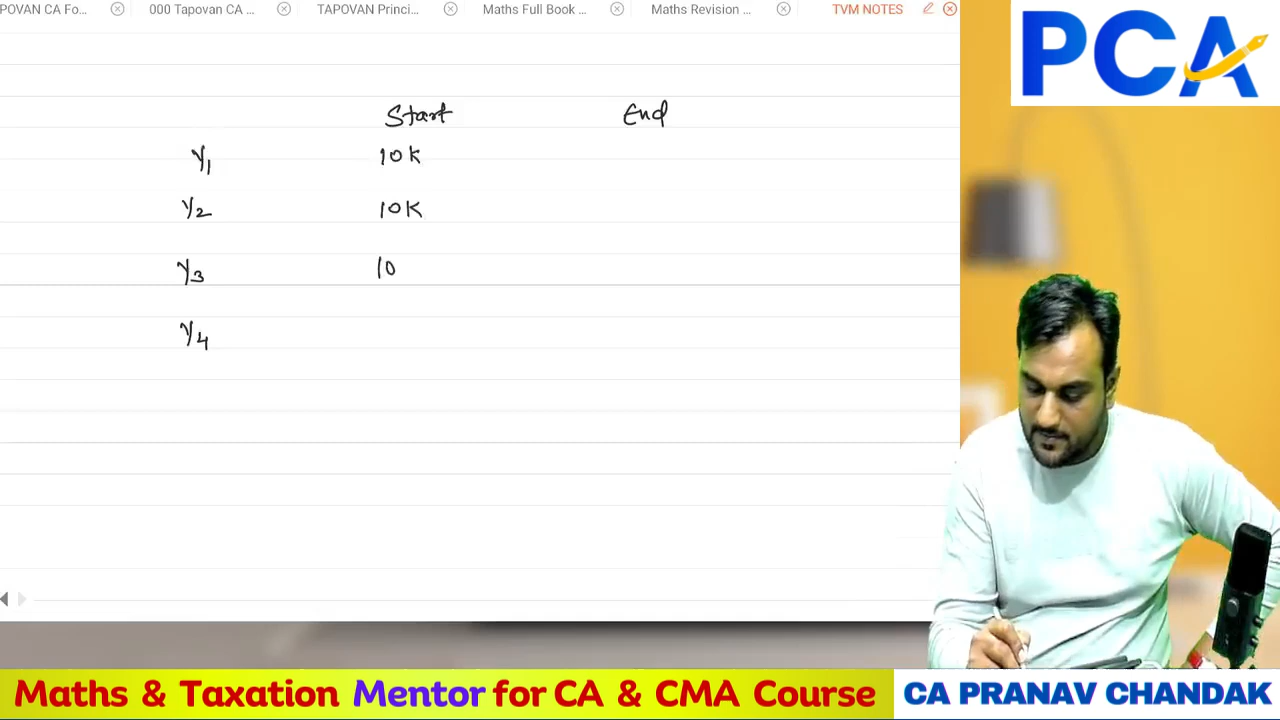 POVAN CA Fo... 000 Tapovan CA ... TAPOVAN Princi... Maths Full Book ... Maths Revision ... TVM NOTES
PCA
Start End
Y1 10K
Y2 10K
Y3 10
Y4
Maths & Taxation Mentor for CA & CMA Course
CA PRANAV CHANDAK